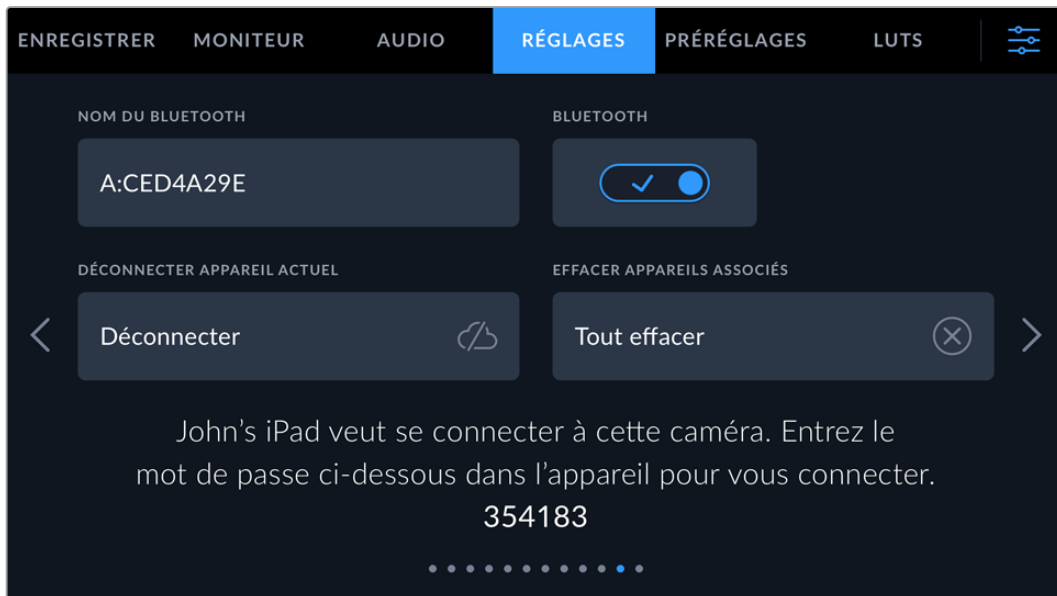 ENREGISTRER MONITEUR AUDIO RÉGLAGES PRÉRÉGLAGES LUTS
NOM DU BLUETOOTH BLUETOOTH
A:CED4A29E
DÉCONNECTER APPAREIL ACTUEL EFFACER APPAREILS ASSOCIÉS
Déconnecter Tout effacer
John’s iPad veut se connecter à cette caméra. Entrez le
mot de passe ci-dessous dans l’appareil pour vous connecter.
354183